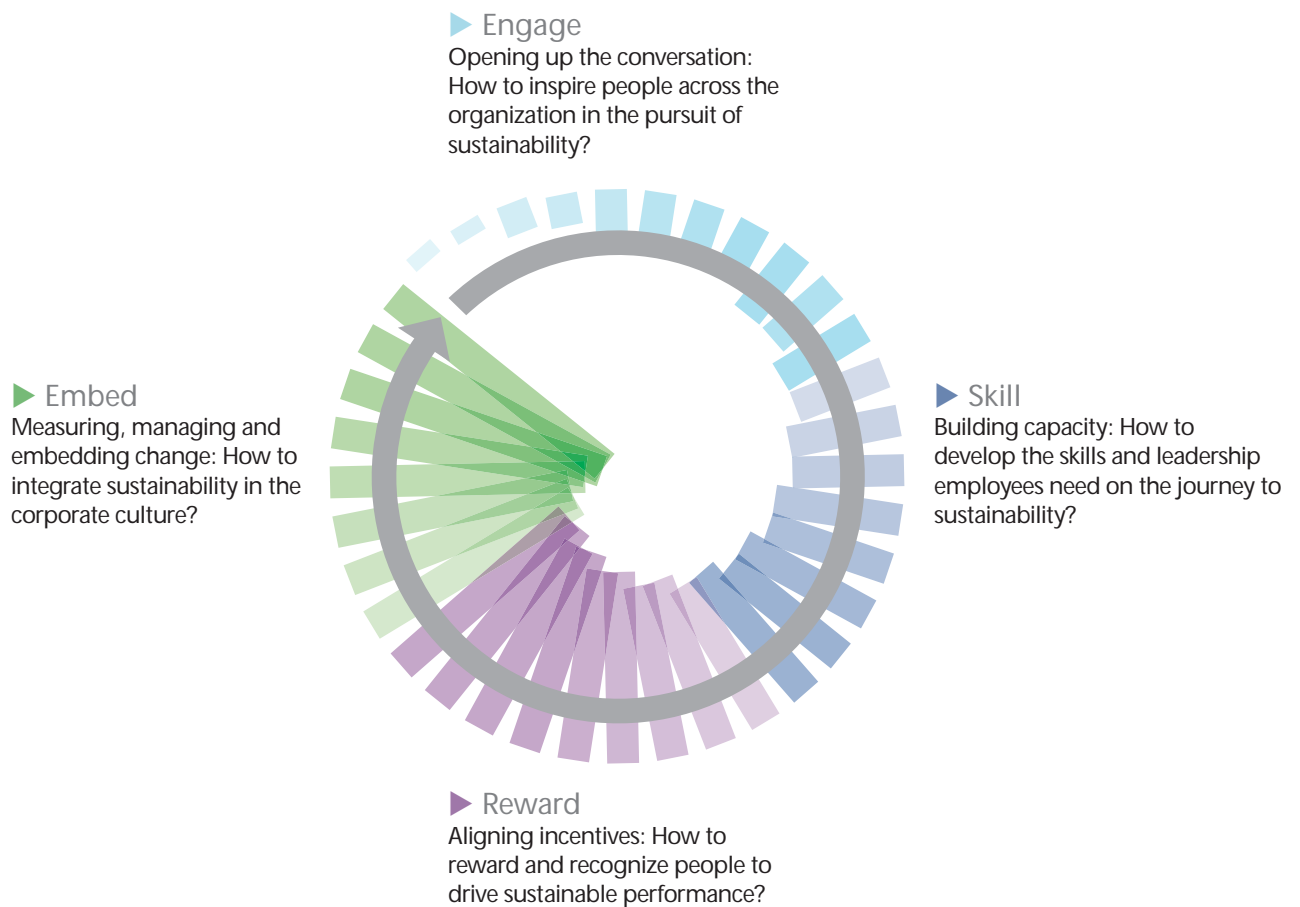 Engage
Opening up the conversation:
How to inspire people across the
organization in the pursuit of
sustainability?
Embed
Measuring, managing and
embedding change: How to
integrate sustainability in the
corporate culture?
Skill
Building capacity: How to
develop the skills and leadership
employees need on the journey to
sustainability?
Reward
Aligning incentives: How to
reward and recognize people to
drive sustainable performance?